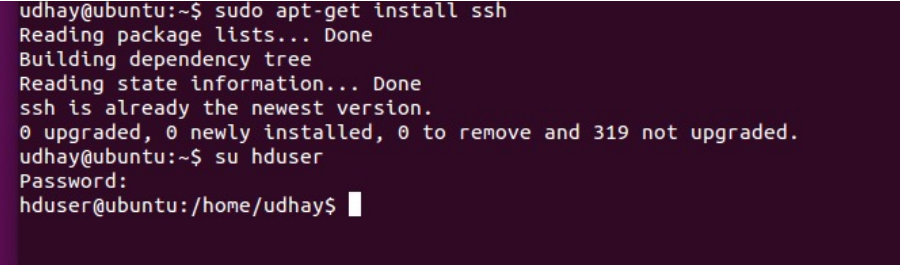 udhay@ubuntu:~$ sudo apt-get install ssh
Reading package lists... Done
Building dependency tree
Reading state information... Done
ssh is already the newest version.
0 upgraded, 0 newly installed, 0 to remove and 319 not upgraded.
udhay@ubuntu:~$ su hduser
Password:
hduser@ubuntu:/home/udhay$